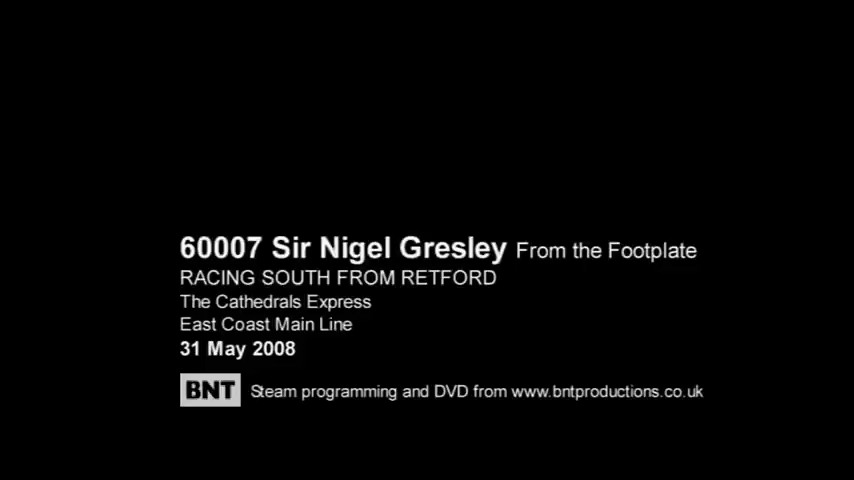 60007 Sir Nigel Gresley From the Footplate
RACING SOUTH FROM RETFORD
The Cathedrals Express
East Coast Main Line
31 May 2008
BNT Steam programming and DVD from www.bntproductions.co.uk